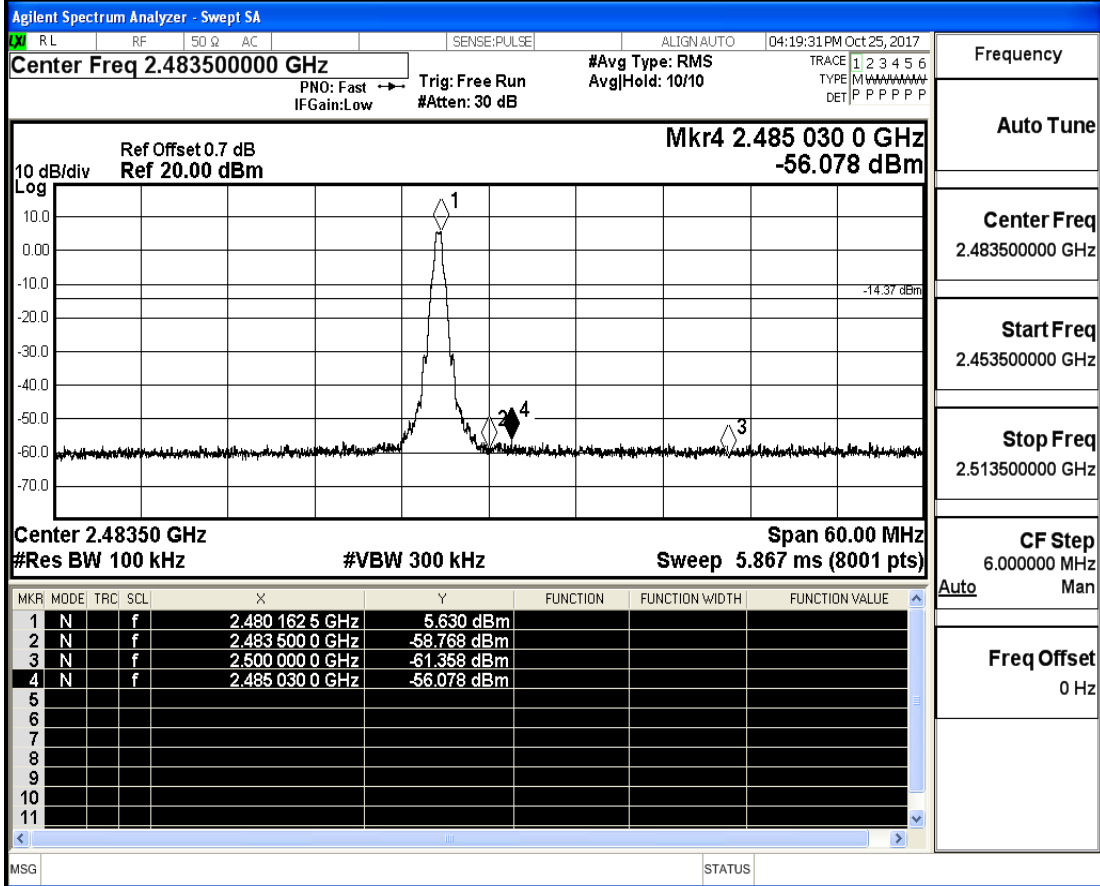 Agilent Spectrum Analyzer - Swept SA
LXI RL RF 50 Ω AC SENSE:PULSE ALIGN AUTO 04:19:31 PM Oct 25, 2017
Center Freq 2.483500000 GHz
PNO: Fast
IFGain:Low
Trig: Free Run
#Atten: 30 dB
#Avg Type: RMS
Avg|Hold: 10/10
TRACE 1 2 3 4 5 6
TYPE M
DET P P P P P P
Ref Offset 0.7 dB
10 dB/div Ref 20.00 dBm
Log
Mkr4 2.485 030 0 GHz
-56.078 dBm
10.0
0.00
-10.0
-20.0
-30.0
-40.0
-50.0
-60.0
-70.0
1
-14.37 dBm
2
4
3
Center 2.48350 GHz Span 60.00 MHz
#Res BW 100 kHz #VBW 300 kHz Sweep 5.867 ms (8001 pts)
MKR MODE TRC SCL X Y FUNCTION FUNCTION WIDTH FUNCTION VALUE
1 N f 2.480 162 5 GHz 5.630 dBm
2 N f 2.483 500 0 GHz -58.768 dBm
3 N f 2.500 000 0 GHz -61.358 dBm
4 N f 2.485 030 0 GHz -56.078 dBm
5
6
7
8
9
10
11
MSG STATUS
Frequency
Auto Tune
Center Freq
2.483500000 GHz
Start Freq
2.453500000 GHz
Stop Freq
2.513500000 GHz
CF Step
6.000000 MHz
Auto Man
Freq Offset
0 Hz